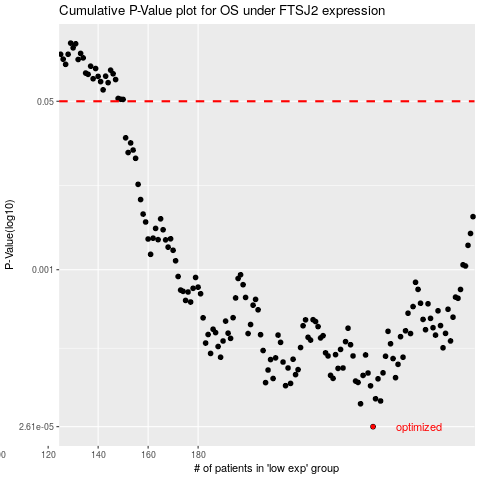 Cumulative P-Value plot for OS under FTSJ2 expression
0.05
P-Value(log10)
0.001
2.61e-05
optimized
00 120 140 160 180
# of patients in 'low exp' group